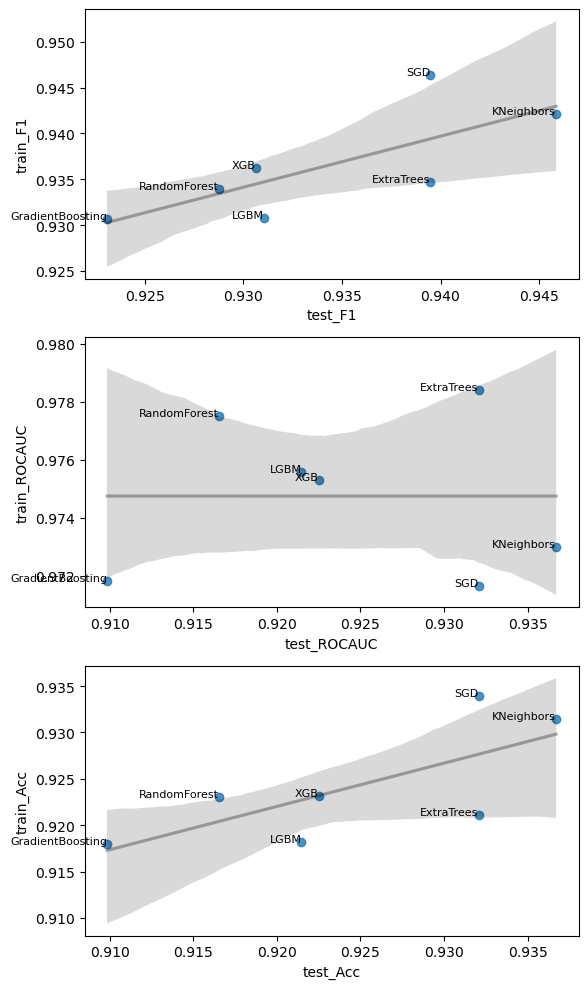 0.950
SGD
0.945
KNeighbors
0.940
train_F1
XGB
ExtraTrees
0.935
RandomForest
GradientBoosting
LGBM
0.930
0.925
0.925 0.930 0.935 0.940 0.945
test_F1
0.980
ExtraTrees
0.978
RandomForest
train_ROCAUC
0.976
LGBM
XGB
0.974
KNeighbors
GradientBoosting
0.972
SGD
0.910 0.915 0.920 0.925 0.930 0.935
test_ROCAUC
0.935
SGD
KNeighbors
0.930
train_Acc
0.925
RandomForest
XGB
0.920
ExtraTrees
GradientBoosting
LGBM
0.915
0.910
0.910 0.915 0.920 0.925 0.930 0.935
test_Acc